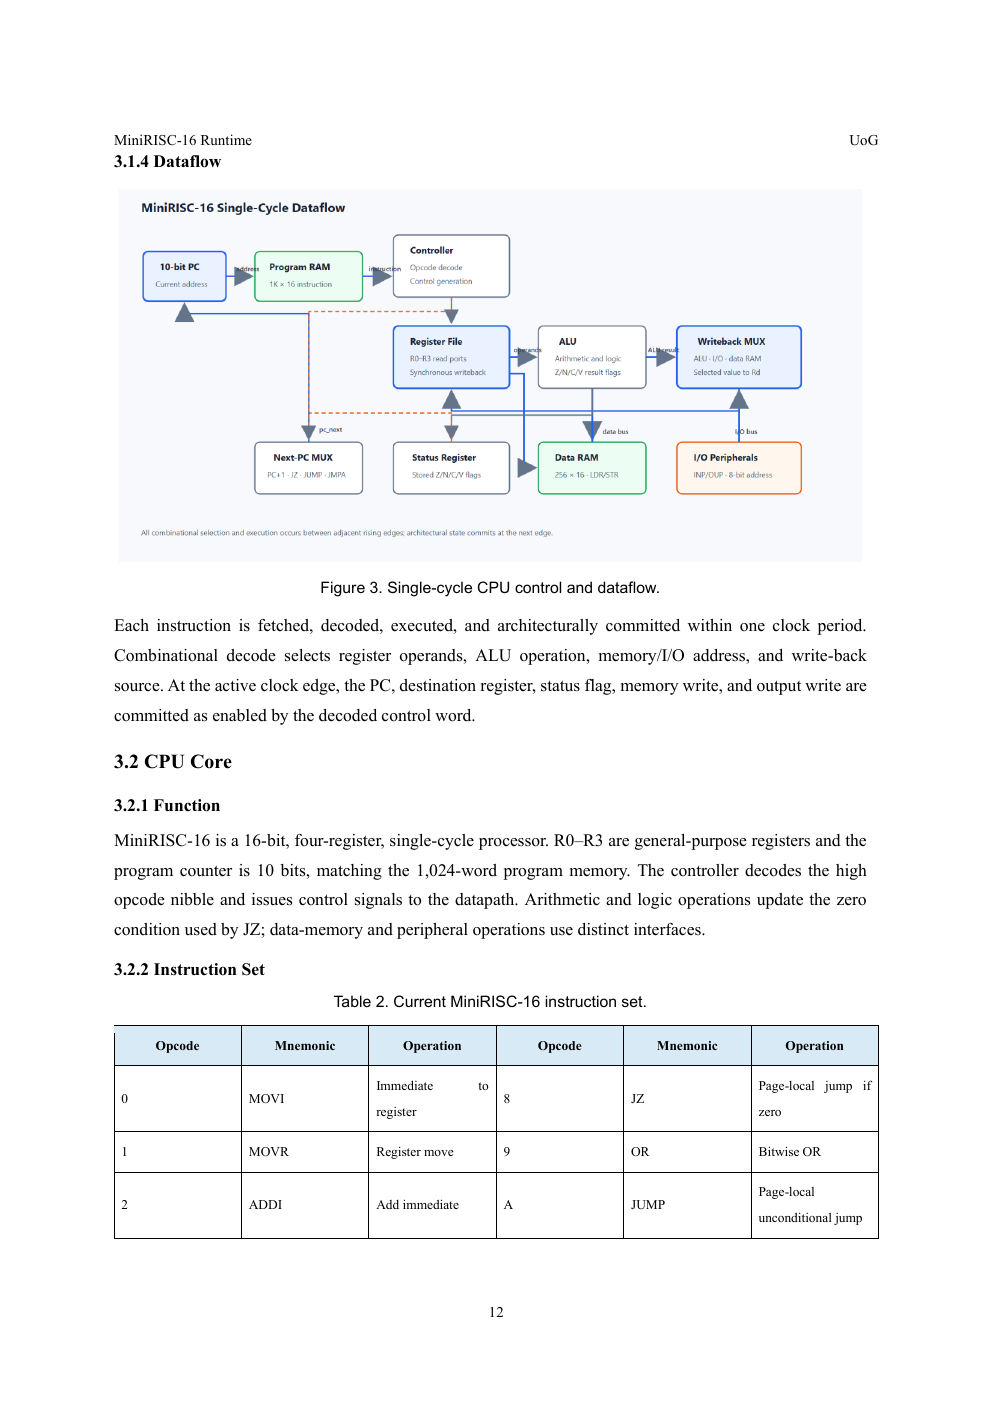 MiniRISC-16 Runtime UoG
3.1.4 Dataflow
MiniRISC-16 Single-Cycle Dataflow
10-bit PC
Current address
address
Program RAM
1K × 16 instruction
instruction
Controller
Opcode decode
Control generation
Register File
R0–R3 read ports
Synchronous writeback
operands
ALU
Arithmetic and logic
Z/N/C/V result flags
ALU result
Writeback MUX
ALU · I/O · data RAM
Selected value to Rd
pc_next
data bus
I/O bus
Next-PC MUX
PC+1 · JZ · JUMP · JMPA
Status Register
Stored Z/N/C/V flags
Data RAM
256 × 16 · LDR/STR
I/O Peripherals
INP/OUP · 8-bit address
All combinational selection and execution occurs between adjacent rising edges; architectural state commits at the next edge.
Figure 3. Single-cycle CPU control and dataflow.
Each instruction is fetched, decoded, executed, and architecturally committed within one clock period.
Combinational decode selects register operands, ALU operation, memory/I/O address, and write-back
source. At the active clock edge, the PC, destination register, status flag, memory write, and output write are
committed as enabled by the decoded control word.
3.2 CPU Core
3.2.1 Function
MiniRISC-16 is a 16-bit, four-register, single-cycle processor. R0–R3 are general-purpose registers and the
program counter is 10 bits, matching the 1,024-word program memory. The controller decodes the high
opcode nibble and issues control signals to the datapath. Arithmetic and logic operations update the zero
condition used by JZ; data-memory and peripheral operations use distinct interfaces.
3.2.2 Instruction Set
Table 2. Current MiniRISC-16 instruction set.
Opcode Mnemonic Operation Opcode Mnemonic Operation
0 MOVI Immediate to register 8 JZ Page-local jump if zero
1 MOVR Register move 9 OR Bitwise OR
2 ADDI Add immediate A JUMP Page-local unconditional jump
12